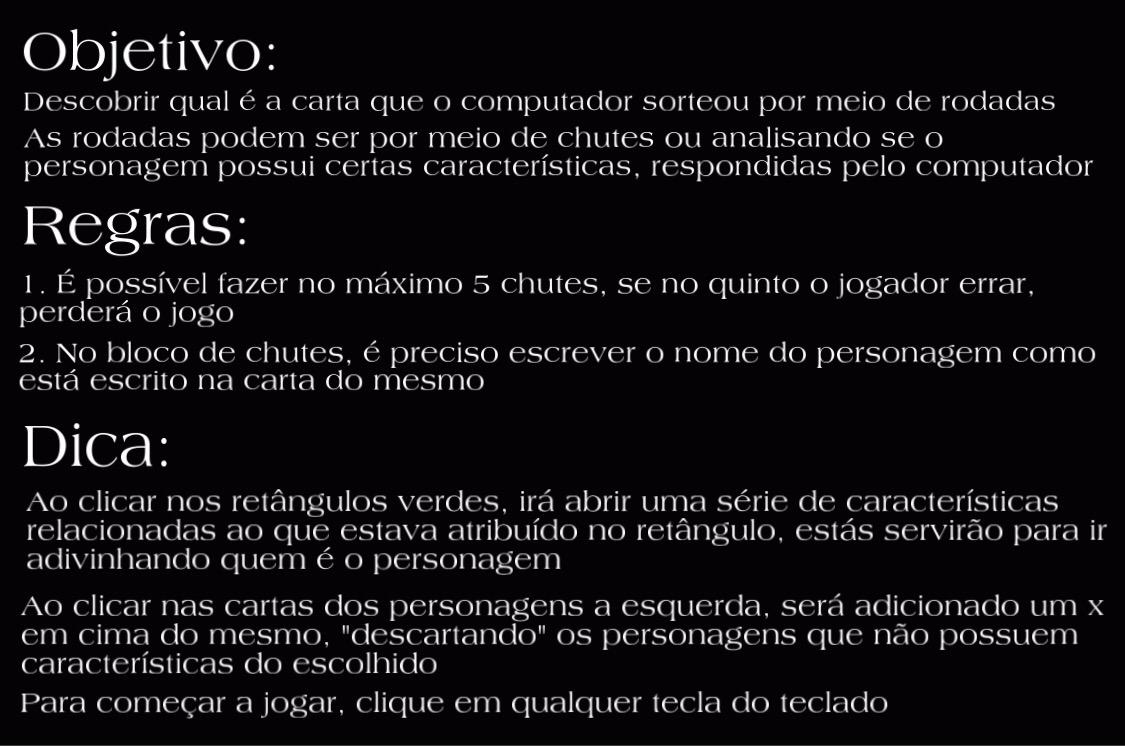 Objetivo:
Descobrir qual é a carta que o computador sorteou por meio de rodadas
As rodadas podem ser por meio de chutes ou analisando se o
personagem possui certas características, respondidas pelo computador
Regras:
1. É possível fazer no máximo 5 chutes, se no quinto o jogador errar,
perderá o jogo
2. No bloco de chutes, é preciso escrever o nome do personagem como
está escrito na carta do mesmo
Dica:
Ao clicar nos retângulos verdes, irá abrir uma série de características
relacionadas ao que estava atribuído no retângulo, estás servirão para ir
adivinhando quem é o personagem
Ao clicar nas cartas dos personagens a esquerda, será adicionado um x
em cima do mesmo, "descartando" os personagens que não possuem
características do escolhido
Para começar a jogar, clique em qualquer tecla do teclado